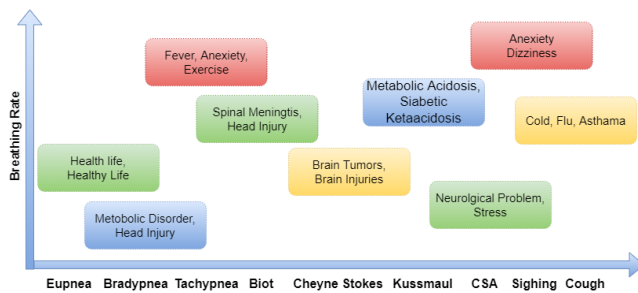 Breathing Rate
Fever, Anexiety,
Exercise
Anexiety
Dizziness
Metabolic Acidosis,
Siabetic
Ketaacidosis
Spinal Meningtis,
Head Injury
Cold, Flu, Asthama
Health life,
Healthy Life
Brain Tumors,
Brain Injuries
Neurolgical Problem,
Stress
Metobolic Disorder,
Head Injury
Eupnea Bradypnea Tachypnea Biot Cheyne Stokes Kussmaul CSA Sighing Cough